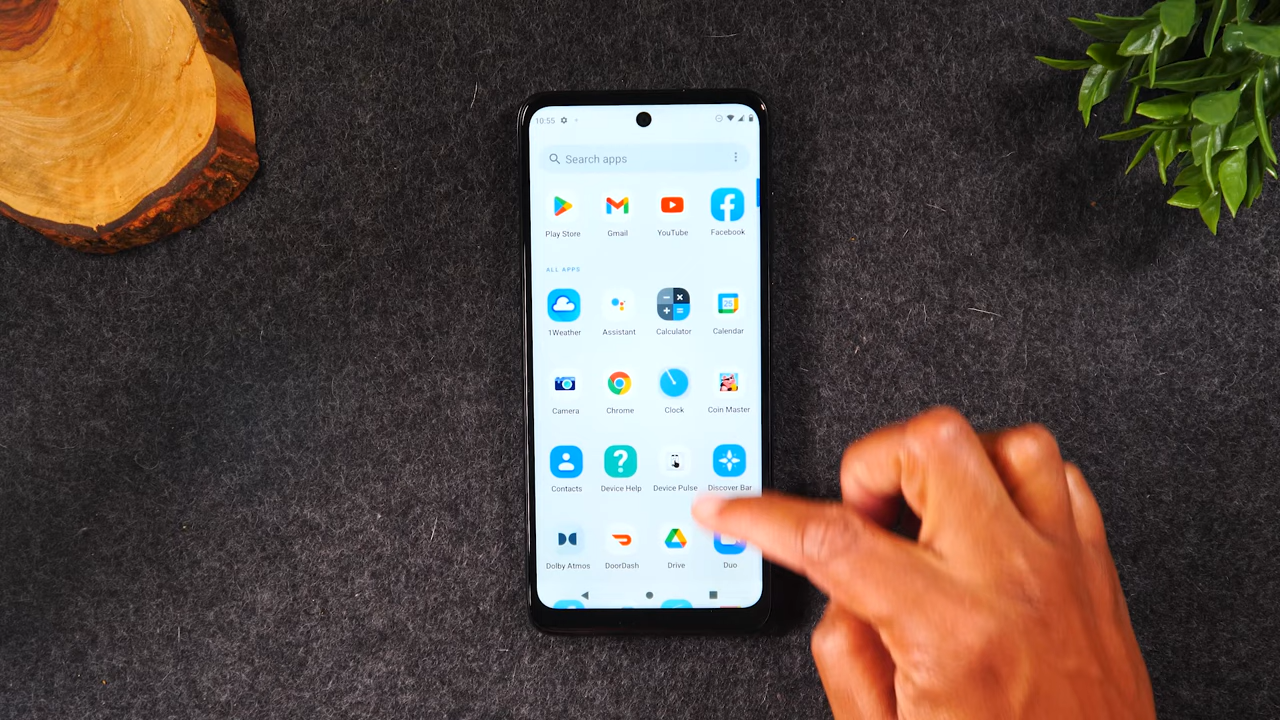 10:55
Search apps
Play Store Gmail YouTube Facebook
ALL APPS
1Weather Assistant Calculator Calendar
Camera Chrome Clock Coin Master
Contacts Device Help Device Pulse Discover Bar
Dolby Atmos DoorDash Drive Duo